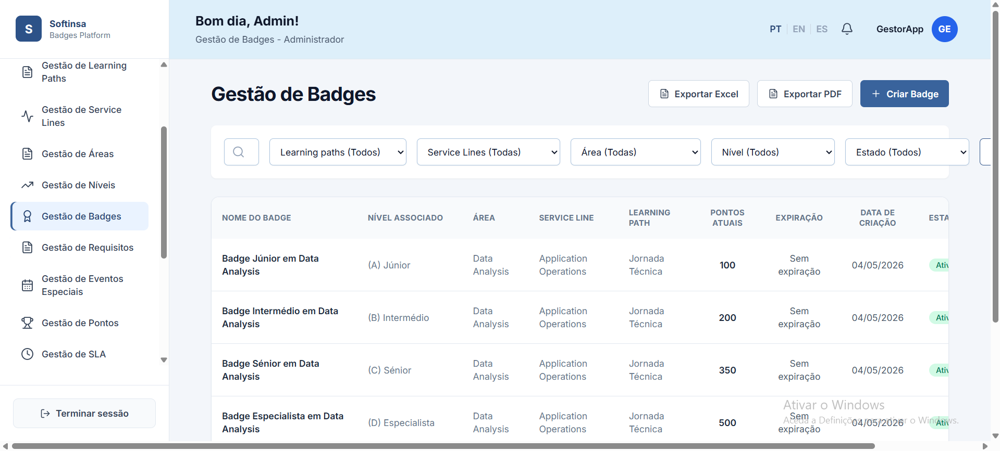 S
Softinsa
Badges Platform
Bom dia, Admin!
Gestão de Badges - Administrador
PT
EN
ES
GestorApp
GE
Gestão de Learning
Paths
Gestão de Service
Lines
Gestão de Áreas
Gestão de Níveis
Gestão de Badges
Gestão de Requisitos
Gestão de Eventos
Especiais
Gestão de Pontos
Gestão de SLA
Terminar sessão
Gestão de Badges
Exportar Excel
Exportar PDF
Criar Badge
Learning paths (Todos)
Service Lines (Todas)
Área (Todas)
Nível (Todos)
Estado (Todos)
NOME DO BADGE
NÍVEL ASSOCIADO
ÁREA
SERVICE LINE
LEARNING
PATH
PONTOS
ATUAIS
EXPIRAÇÃO
DATA DE
CRIAÇÃO
ESTA
Badge Júnior em Data
Analysis
(A) Júnior
Data
Analysis
Application
Operations
Jornada
Técnica
100
Sem
expiração
04/05/2026
Ativ
Badge Intermédio em Data
Analysis
(B) Intermédio
Data
Analysis
Application
Operations
Jornada
Técnica
200
Sem
expiração
04/05/2026
Ativ
Badge Sénior em Data
Analysis
(C) Sénior
Data
Analysis
Application
Operations
Jornada
Técnica
350
Sem
expiração
04/05/2026
Ativ
Badge Especialista em Data
Analysis
(D) Especialista
Data
Analysis
Application
Operations
Jornada
Técnica
500
Sem
expiração
04/05/2026
Ativ
Ativar o Windows
Aceda a Definições para ativar o Windows.